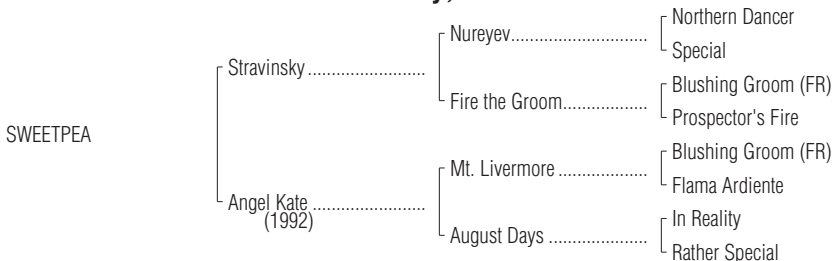 Northern Dancer
Nureyev
Special
Stravinsky
Blushing Groom (FR)
Fire the Groom
Prospector's Fire
SWEETPEA
Blushing Groom (FR)
Mt. Livermore
Flama Ardiente
Angel Kate
(1992)
In Reality
August Days
Rather Special